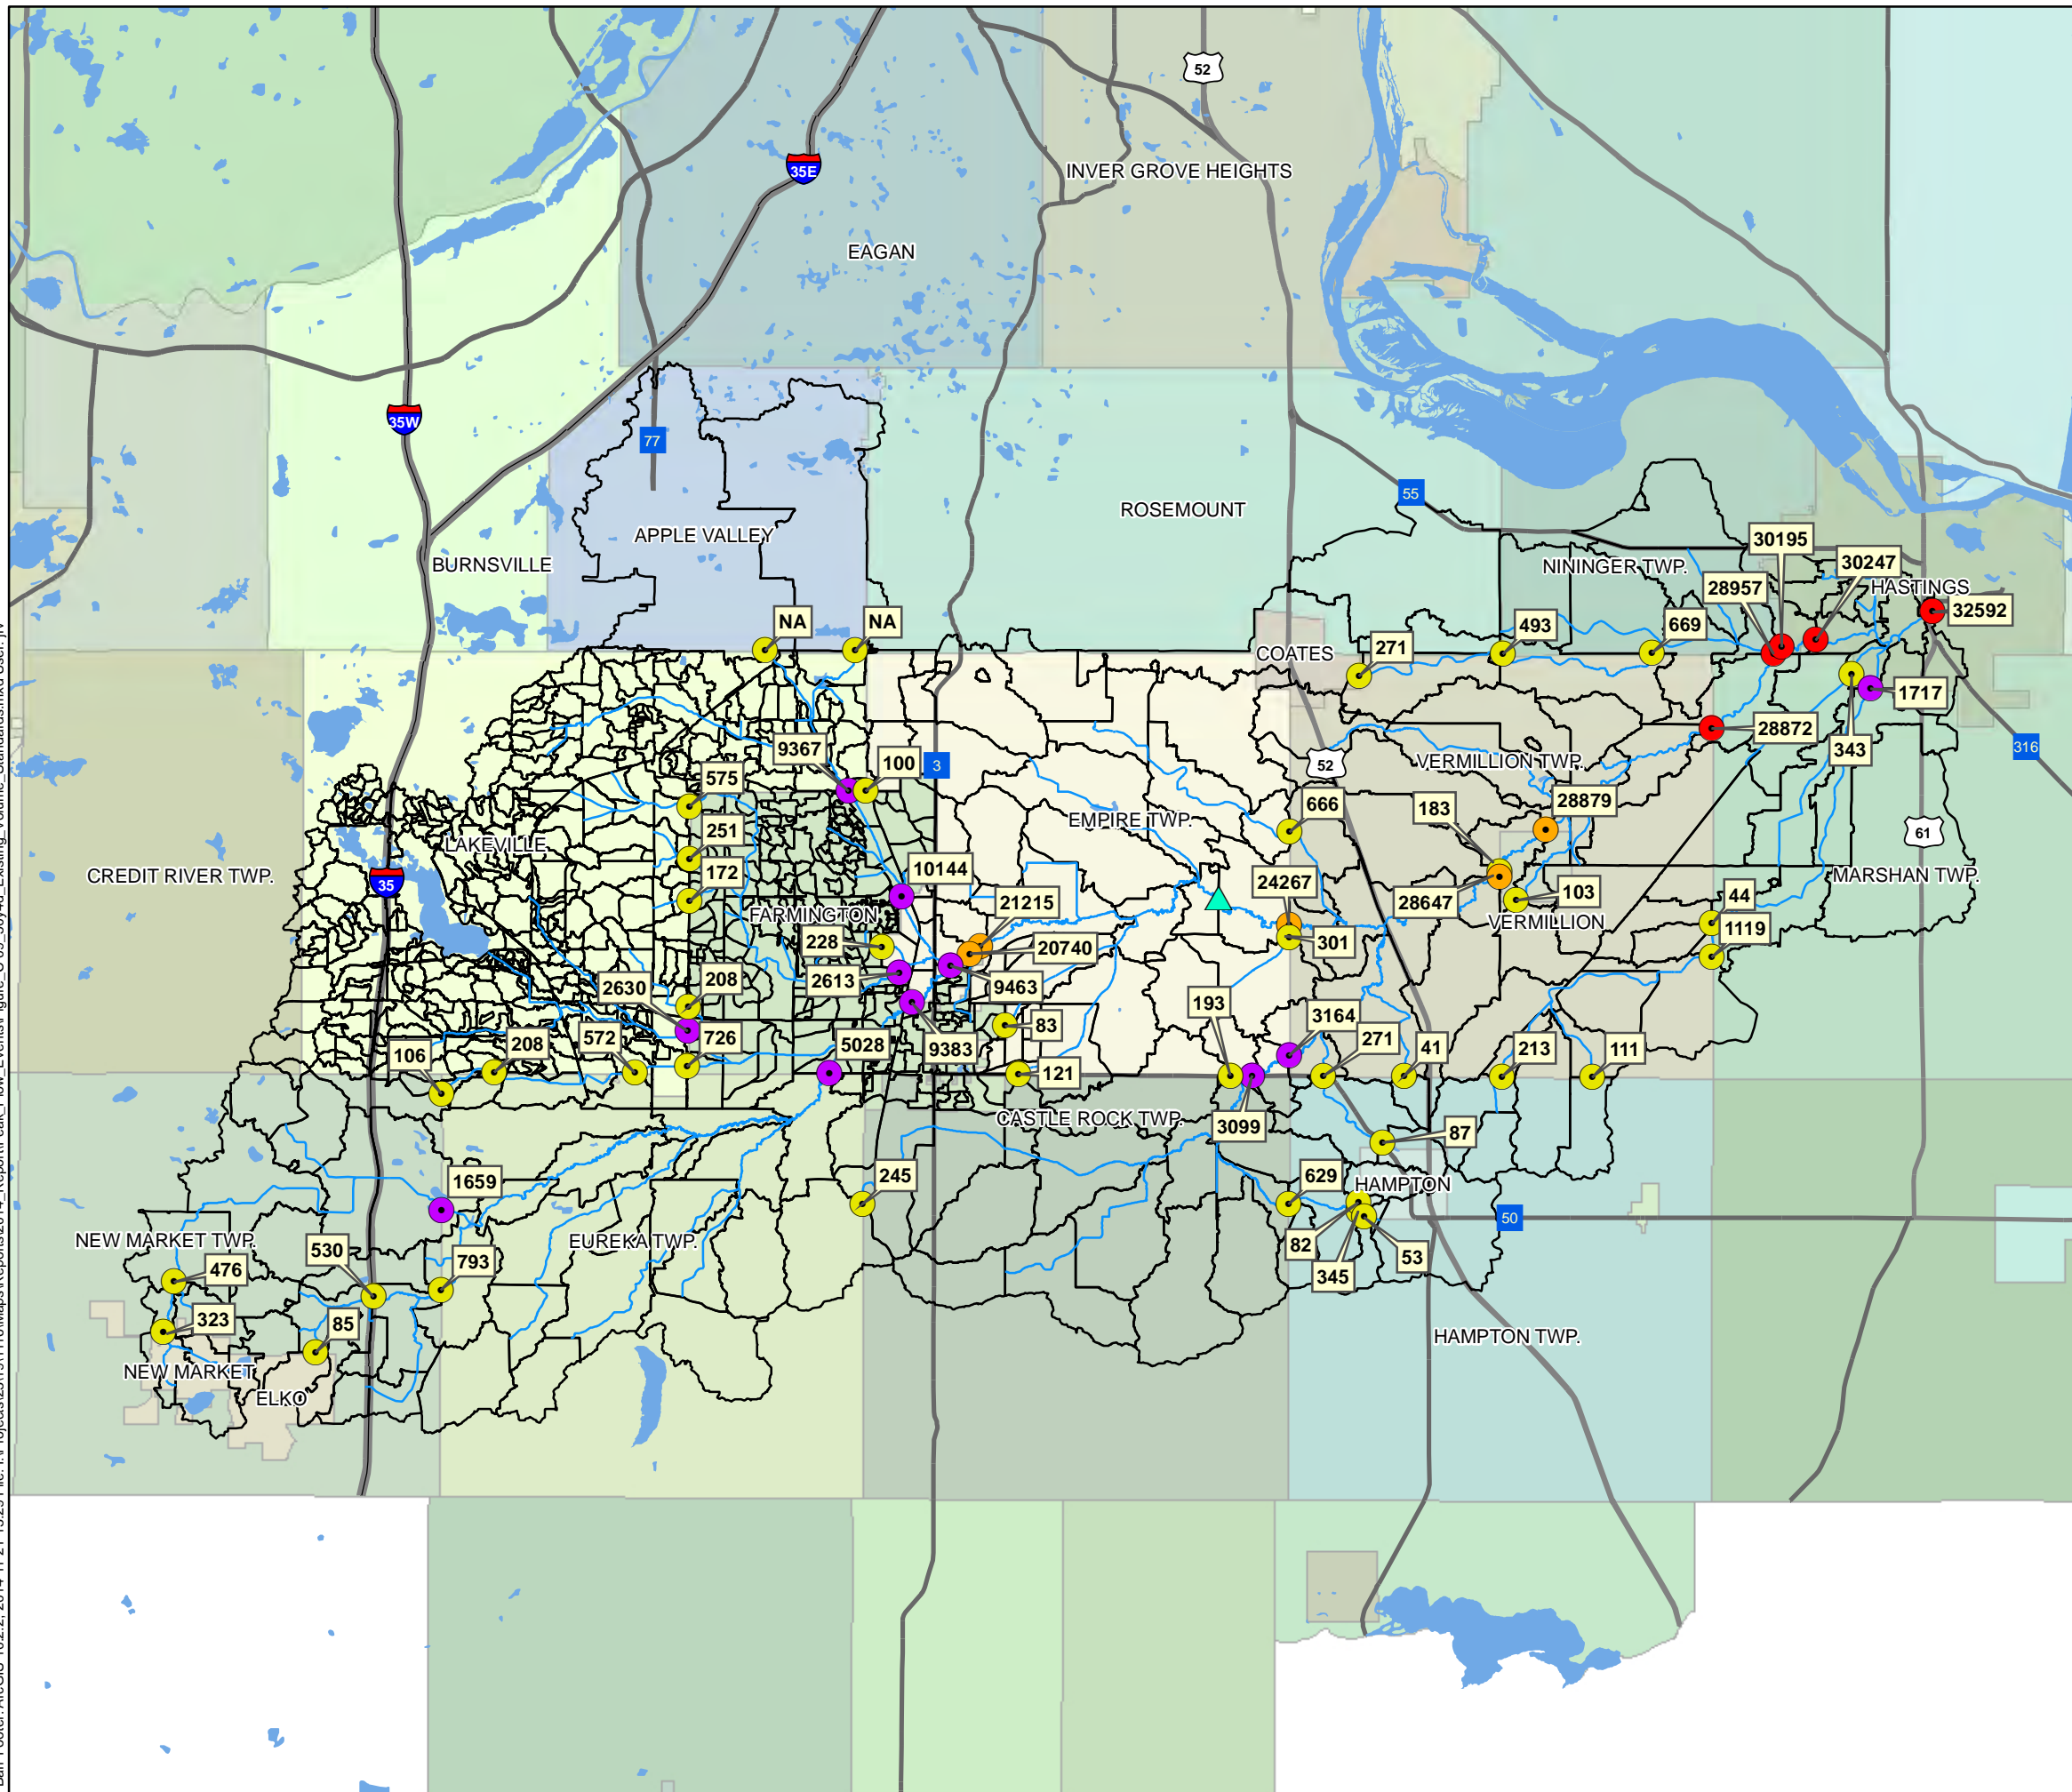 52
35E
INVER GROVE HEIGHTS
EAGAN
35W
77
55
ROSEMOUNT
APPLE VALLEY
30195
BURNSVILLE
NININGER TWP.
30247
28957
HASTINGS
32592
NA
NA
493
669
271
COATES
1717
28872
9367
100
3
52
VERMILLION TWP.
343
316
575
666
183
28879
251
EMPIRE TWP.
61
LAKEVILLE
10144
172
24267
CREDIT RIVER TWP.
35
MARSHAN TWP.
103
44
21215
28647
FARMINGTON
VERMILLION
1119
228
20740
301
2613
208
2630
9463
193
3164
83
726
572
208
5028
9383
271
41
213
111
106
121
CASTLE ROCK TWP.
3099
87
245
629
1659
HAMPTON
50
NEW MARKET TWP.
EUREKA TWP.
530
82
53
793
476
345
323
85
HAMPTON TWP.
NEW MARKET
ELKO